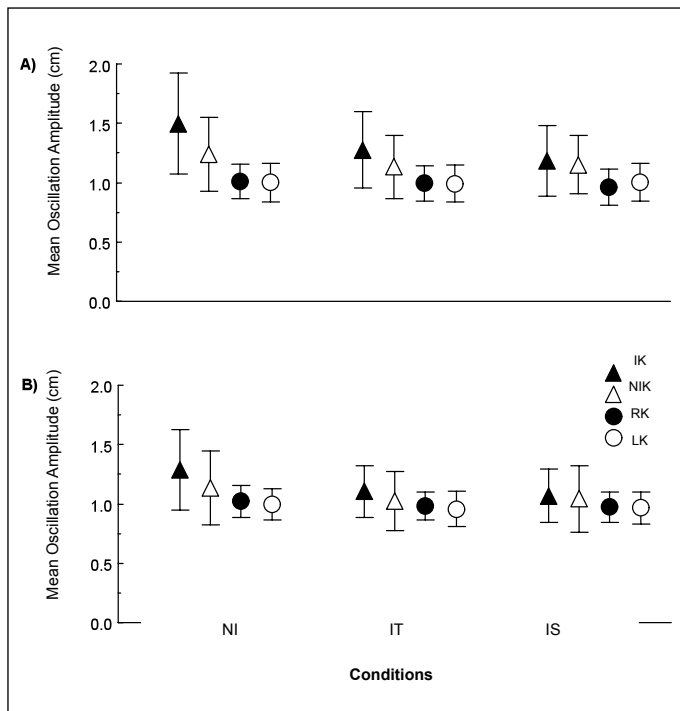 A)
Mean Oscillation Amplitude (cm)
2.0
1.5
1.0
0.5
0.0
B)
Mean Oscillation Amplitude (cm)
2.0
1.5
1.0
0.5
0.0
IK
NIK
RK
LK
NI IT IS
Conditions